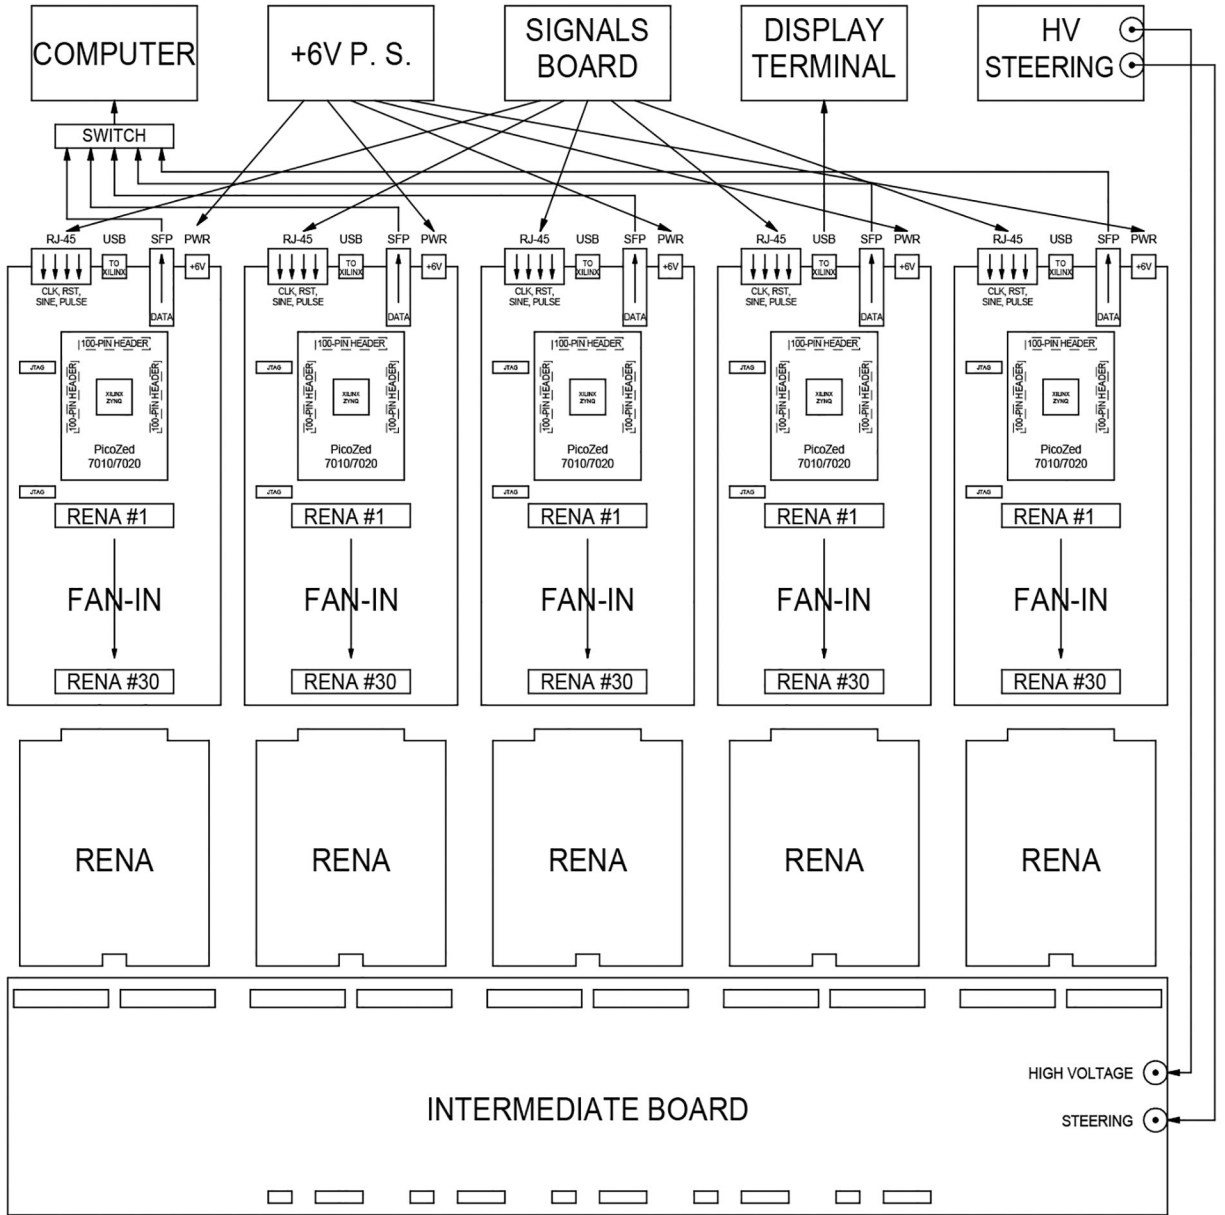 COMPUTER
+6V P. S.
SIGNALS
BOARD
DISPLAY
TERMINAL
HV
STEERING
SWITCH
RJ-45 USB SFP PWR
TO
XILINX
+6V
CLK, RST,
SINE, PULSE
DATA
100-PIN HEADER
JTAG
100-PIN HEADER
XILINX
ZYNQ
100-PIN HEADER
PicoZed
7010/7020
JTAG
RENA #1
FAN-IN
RENA #30
RJ-45 USB SFP PWR
TO
XILINX
+6V
CLK, RST,
SINE, PULSE
DATA
100-PIN HEADER
JTAG
100-PIN HEADER
XILINX
ZYNQ
100-PIN HEADER
PicoZed
7010/7020
JTAG
RENA #1
FAN-IN
RENA #30
RJ-45 USB SFP PWR
TO
XILINX
+6V
CLK, RST,
SINE, PULSE
DATA
100-PIN HEADER
JTAG
100-PIN HEADER
XILINX
ZYNQ
100-PIN HEADER
PicoZed
7010/7020
JTAG
RENA #1
FAN-IN
RENA #30
RJ-45 USB SFP PWR
TO
XILINX
+6V
CLK, RST,
SINE, PULSE
DATA
100-PIN HEADER
JTAG
100-PIN HEADER
XILINX
ZYNQ
100-PIN HEADER
PicoZed
7010/7020
JTAG
RENA #1
FAN-IN
RENA #30
RJ-45 USB SFP PWR
TO
XILINX
+6V
CLK, RST,
SINE, PULSE
DATA
100-PIN HEADER
JTAG
100-PIN HEADER
XILINX
ZYNQ
100-PIN HEADER
PicoZed
7010/7020
JTAG
RENA #1
FAN-IN
RENA #30
RENA
RENA
RENA
RENA
RENA
HIGH VOLTAGE
INTERMEDIATE BOARD
STEERING